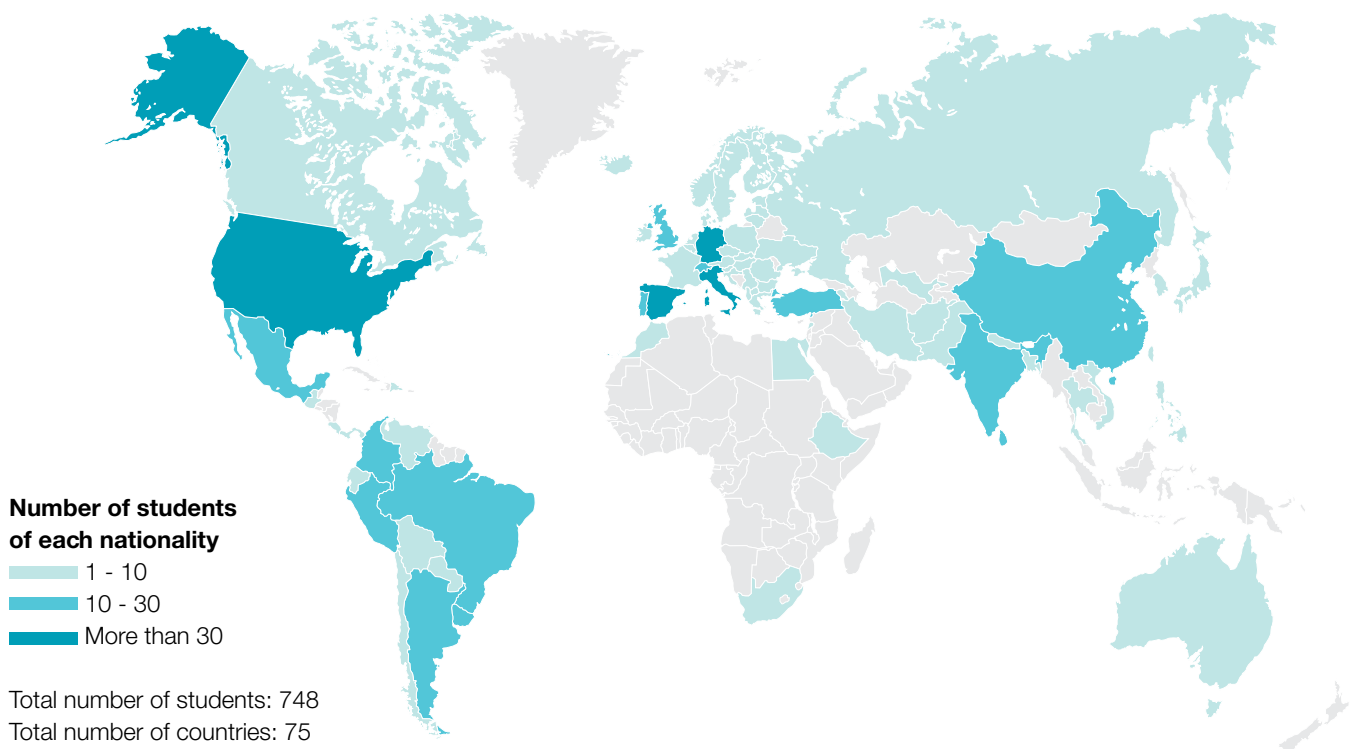 Number of students
of each nationality
1 - 10
10 - 30
More than 30
Total number of students: 748
Total number of countries: 75